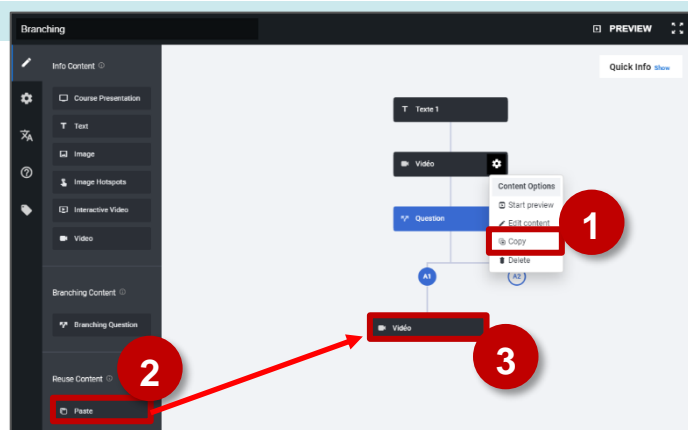 Branching
PREVIEW
Info Content
Quick Info Show
Course Presentation
Text
Image
Image Hotspots
Interactive Video
Video
Branching Content
Branching Question
Reuse Content
Paste
T Texte 1
Vidéo
Content Options
Start preview
Edit content
Copy
Delete
Question
A1
A2
Vidéo
1
2
3